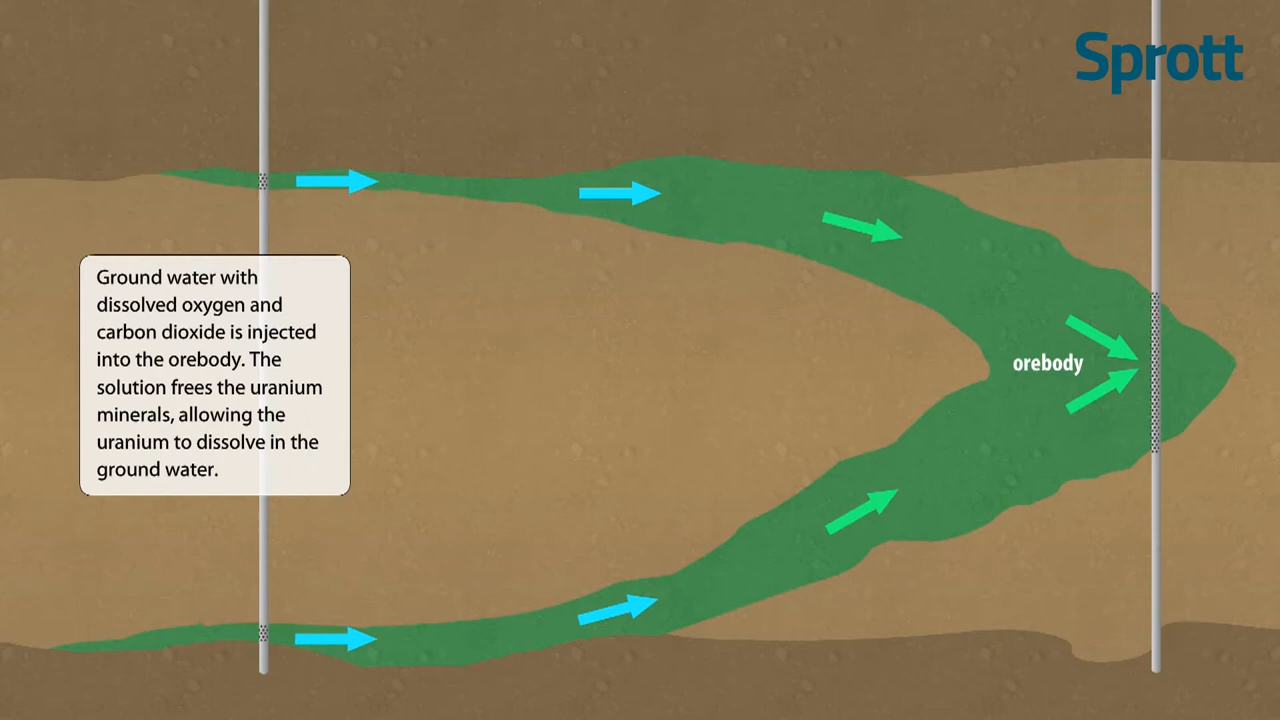 Sprott
Ground water with
dissolved oxygen and
carbon dioxide is injected
into the orebody. The
solution frees the uranium
minerals, allowing the
uranium to dissolve in the
ground water.
orebody